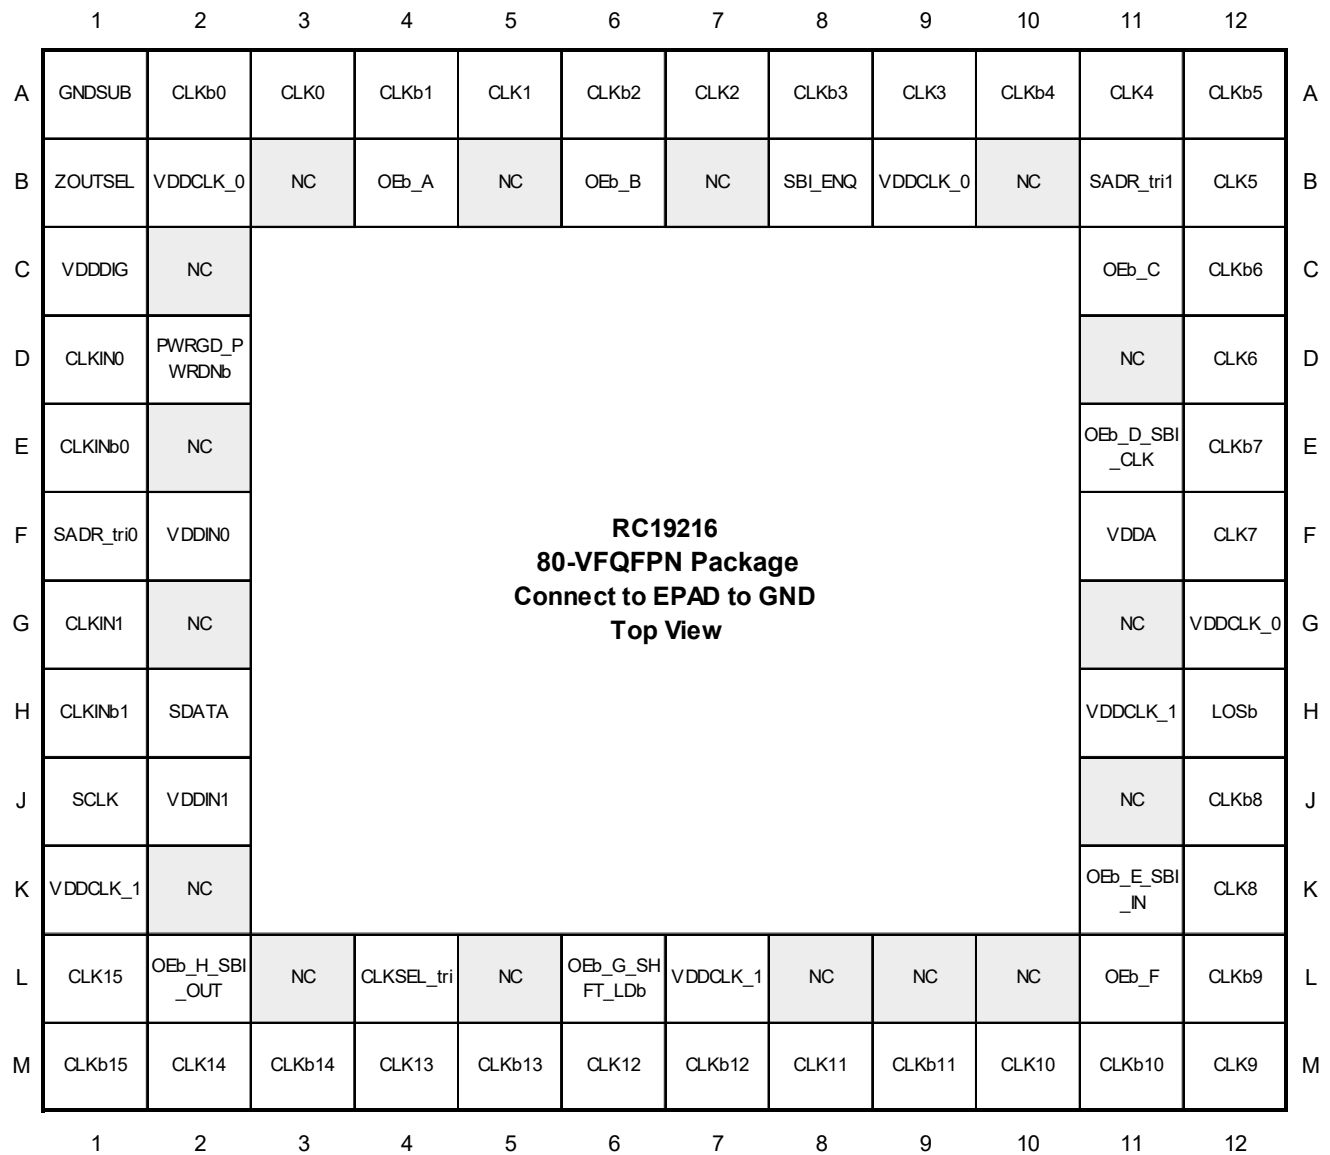 1 2 3 4 5 6 7 8 9 10 11 12
A GNDSUB CLKb0 CLK0 CLKb1 CLK1 CLKb2 CLK2 CLKb3 CLK3 CLKb4 CLK4 CLKb5 A
B ZOUTSEL VDDCLK_0 NC OEb_A NC OEb_B NC SBI_ENQ VDDCLK_0 NC SADR_tri1 CLK5 B
C VDDDIG NC OEb_C CLKb6 C
D CLKIN0 PWRGD_P
WRDNb NC CLK6 D
E CLKINb0 NC OEb_D_SBI
_CLK CLKb7 E
F SADR_tri0 VDDIN0 VDDA CLK7 F
RC19216
80-VFQFPN Package
Connect to EPAD to GND
Top View
G CLKIN1 NC NC VDDCLK_0 G
H CLKINb1 SDATA VDDCLK_1 LOSb H
J SCLK VDDIN1 NC CLKb8 J
K VDDCLK_1 NC OEb_E_SBI
_IN CLK8 K
L CLK15 OEb_H_SBI
_OUT NC CLKSEL_tri NC OEb_G_SH
FT_LDb VDDCLK_1 NC NC NC OEb_F CLKb9 L
M CLKb15 CLK14 CLKb14 CLK13 CLKb13 CLK12 CLKb12 CLK11 CLKb11 CLK10 CLKb10 CLK9 M
1 2 3 4 5 6 7 8 9 10 11 12